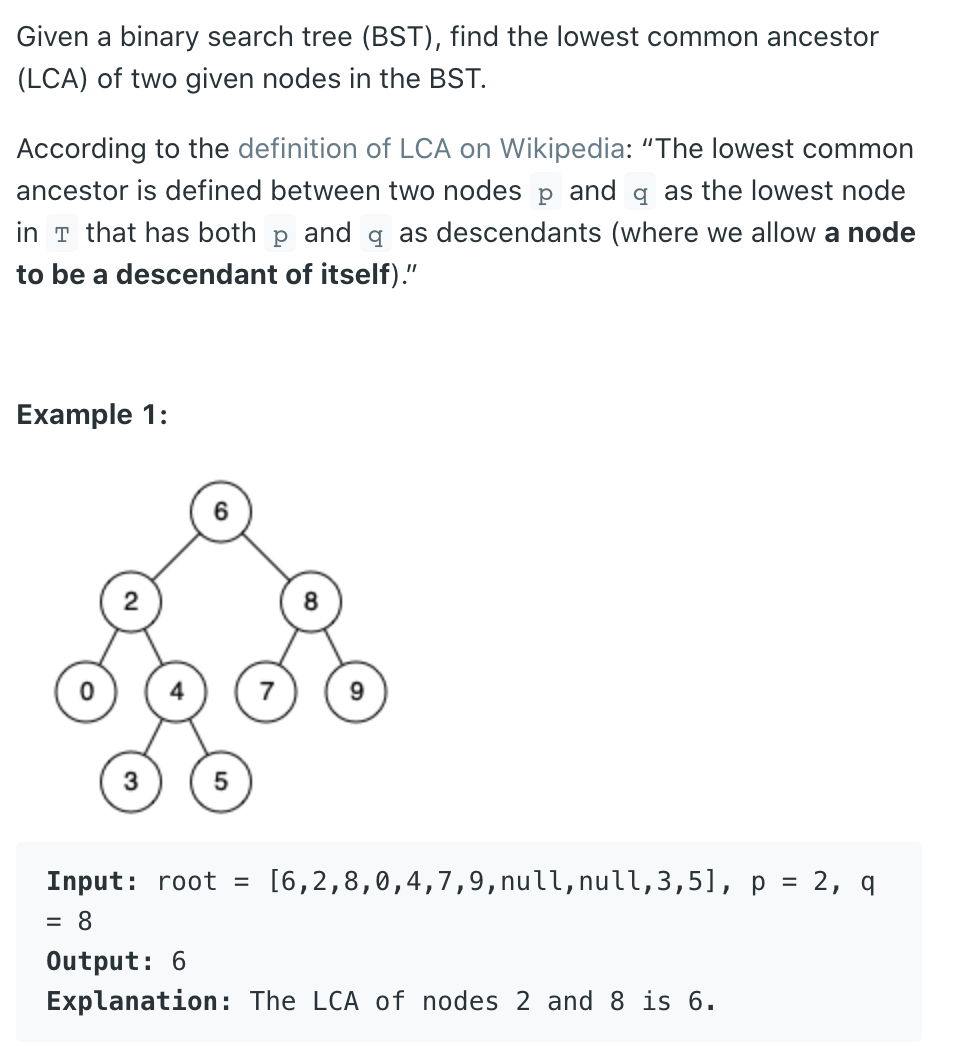 Given a binary search tree (BST), find the lowest common ancestor
(LCA) of two given nodes in the BST.
According to the definition of LCA on Wikipedia: “The lowest common
ancestor is defined between two nodes p and q as the lowest node
in T that has both p and q as descendants (where we allow a node
to be a descendant of itself).”
Example 1:
6
2 8
0 4 7 9
3 5
Input: root = [6,2,8,0,4,7,9,null,null,3,5], p = 2, q
= 8
Output: 6
Explanation: The LCA of nodes 2 and 8 is 6.